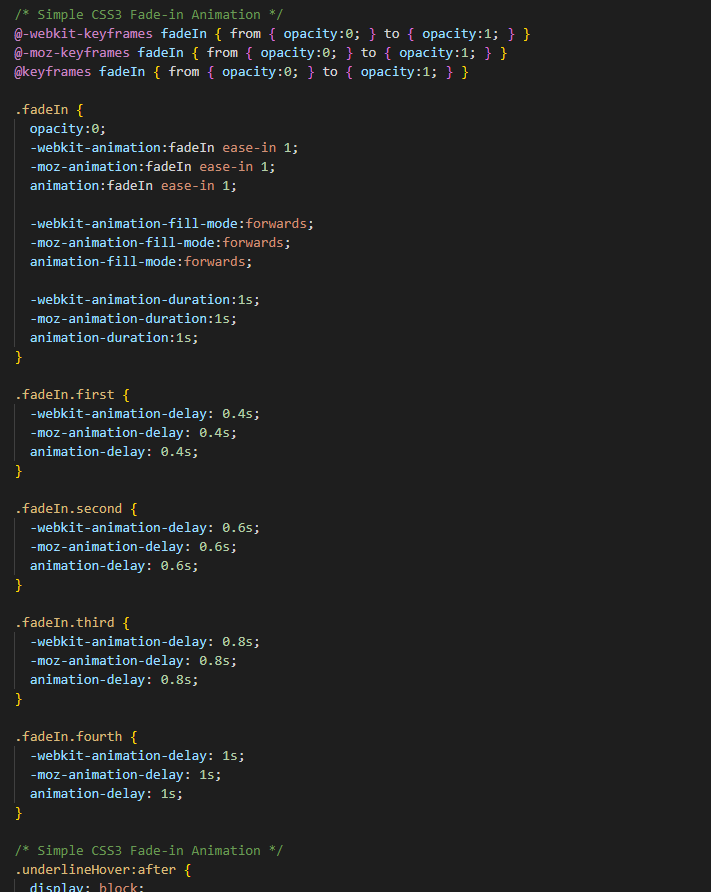 /* Simple CSS3 Fade-in Animation */
@-webkit-keyframes fadeIn { from { opacity:0; } to { opacity:1; } }
@-moz-keyframes fadeIn { from { opacity:0; } to { opacity:1; } }
@keyframes fadeIn { from { opacity:0; } to { opacity:1; } }

.fadeIn {
  opacity:0;
  -webkit-animation:fadeIn ease-in 1;
  -moz-animation:fadeIn ease-in 1;
  animation:fadeIn ease-in 1;

  -webkit-animation-fill-mode:forwards;
  -moz-animation-fill-mode:forwards;
  animation-fill-mode:forwards;

  -webkit-animation-duration:1s;
  -moz-animation-duration:1s;
  animation-duration:1s;
}

.fadeIn.first {
  -webkit-animation-delay: 0.4s;
  -moz-animation-delay: 0.4s;
  animation-delay: 0.4s;
}

.fadeIn.second {
  -webkit-animation-delay: 0.6s;
  -moz-animation-delay: 0.6s;
  animation-delay: 0.6s;
}

.fadeIn.third {
  -webkit-animation-delay: 0.8s;
  -moz-animation-delay: 0.8s;
  animation-delay: 0.8s;
}

.fadeIn.fourth {
  -webkit-animation-delay: 1s;
  -moz-animation-delay: 1s;
  animation-delay: 1s;
}

/* Simple CSS3 Fade-in Animation */
.underlineHover:after {
  display: block;